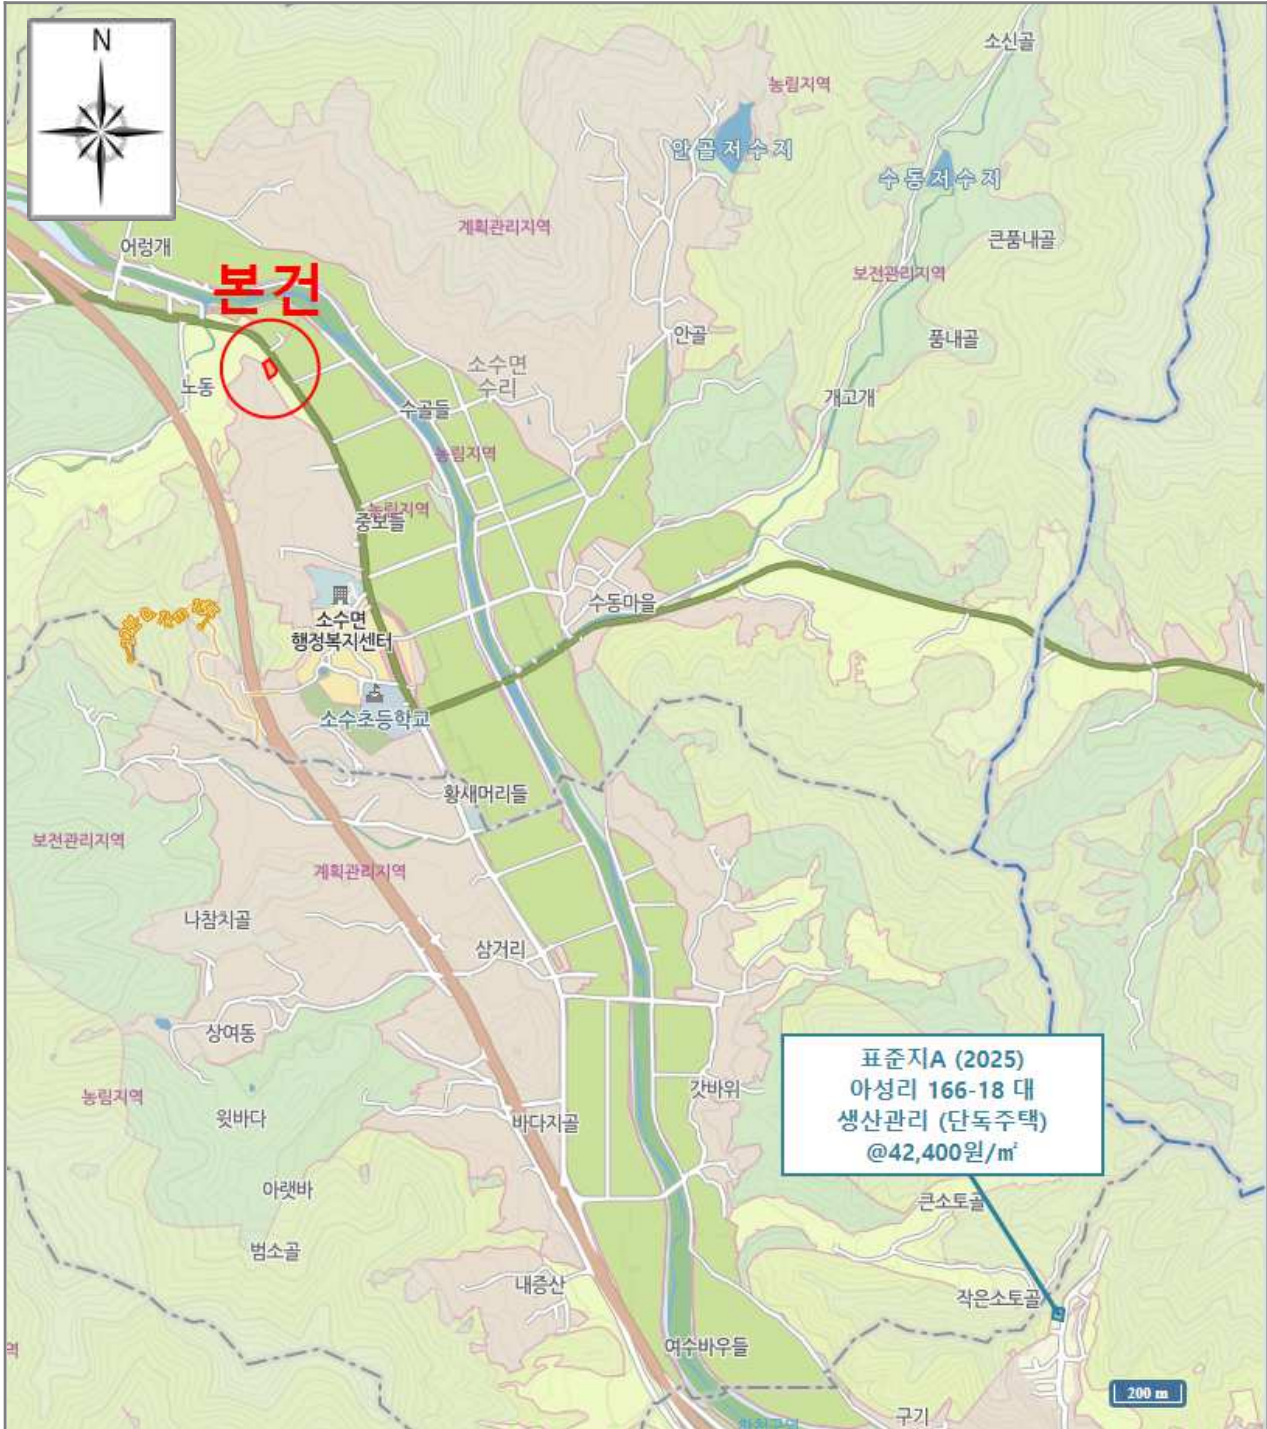 N
소신골
농림지역
안골저수지
수동저수지
계획관리지역
큰품내골
어렁개
보전관리지역
본건
안골
품내골
소수면
수리
노동
개고개
수골들
농림지역
농림지역
중보들
수동마을
소수면
행정복지센터
소수초등학교
황새머리들
보전관리지역
계획관리지역
나참치골
삼거리
상여동
표준지A (2025)
아성리 166-18 대
생산관리 (단독주택)
@42,400원/㎡
갓바위
농림지역
윗바다
바다지골
아랫바
큰소토골
범소골
내증산
작은소토골
여수바우들
역
200 m
구기